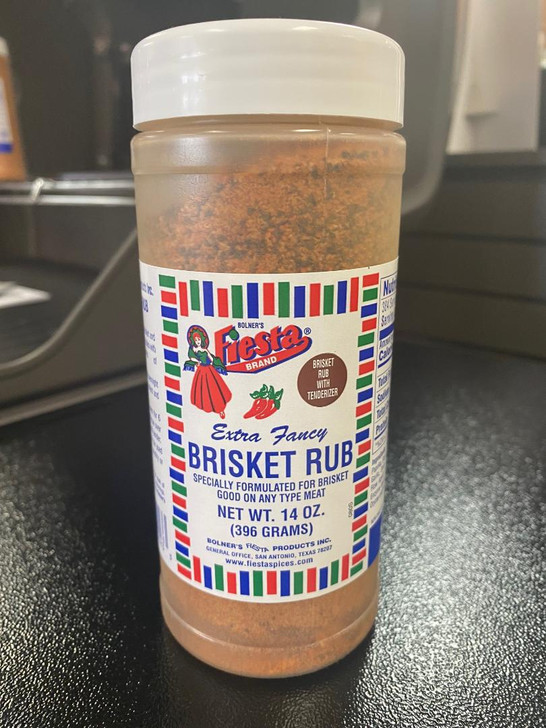 BOLNER'S
Fiesta®
BRAND
BRISKET
RUB
WITH
TENDERIZER
Extra Fancy
BRISKET RUB
SPECIALLY FORMULATED FOR BRISKET
GOOD ON ANY TYPE MEAT
NET WT. 14 OZ.
(396 GRAMS)
BOLNER'S FIESTA PRODUCTS INC.
GENERAL OFFICE, SAN ANTONIO, TEXAS 78207
www.fiestaspices.com